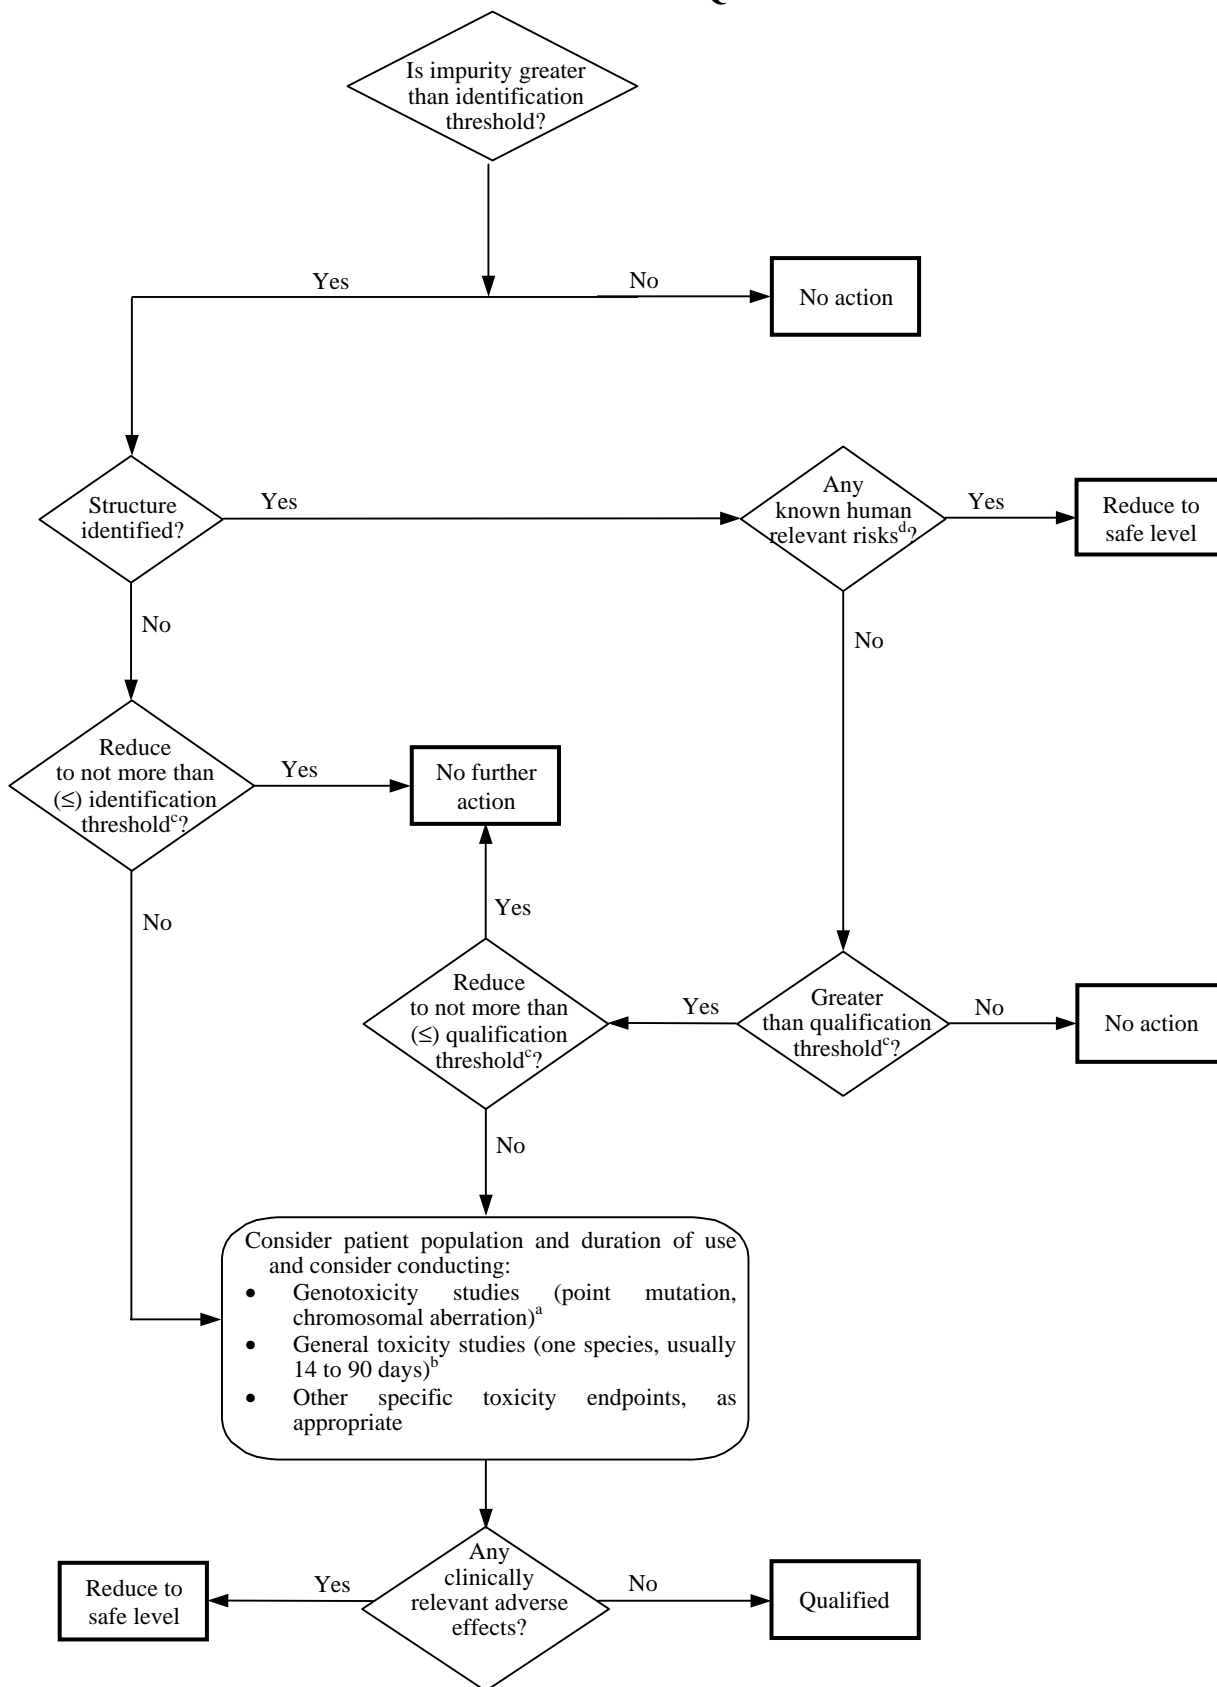 Is impurity greater
than identification
threshold?
Yes
No
No action
Structure
identified?
Yes
Any
known human
relevant risksᵈ?
Yes
Reduce to
safe level
No
No
Reduce
to not more than
(≤) identification
thresholdᶜ?
Yes
No further
action
No
Yes
Reduce
to not more than
(≤) qualification
thresholdᶜ?
Yes
Greater
than qualification
thresholdᶜ?
No
No action
No
Consider patient population and duration of use
and consider conducting:
• Genotoxicity studies (point mutation,
chromosomal aberration)ᵃ
• General toxicity studies (one species, usually
14 to 90 days)ᵇ
• Other specific toxicity endpoints, as
appropriate
Reduce to
safe level
Yes
Any
clinically
relevant adverse
effects?
No
Qualified